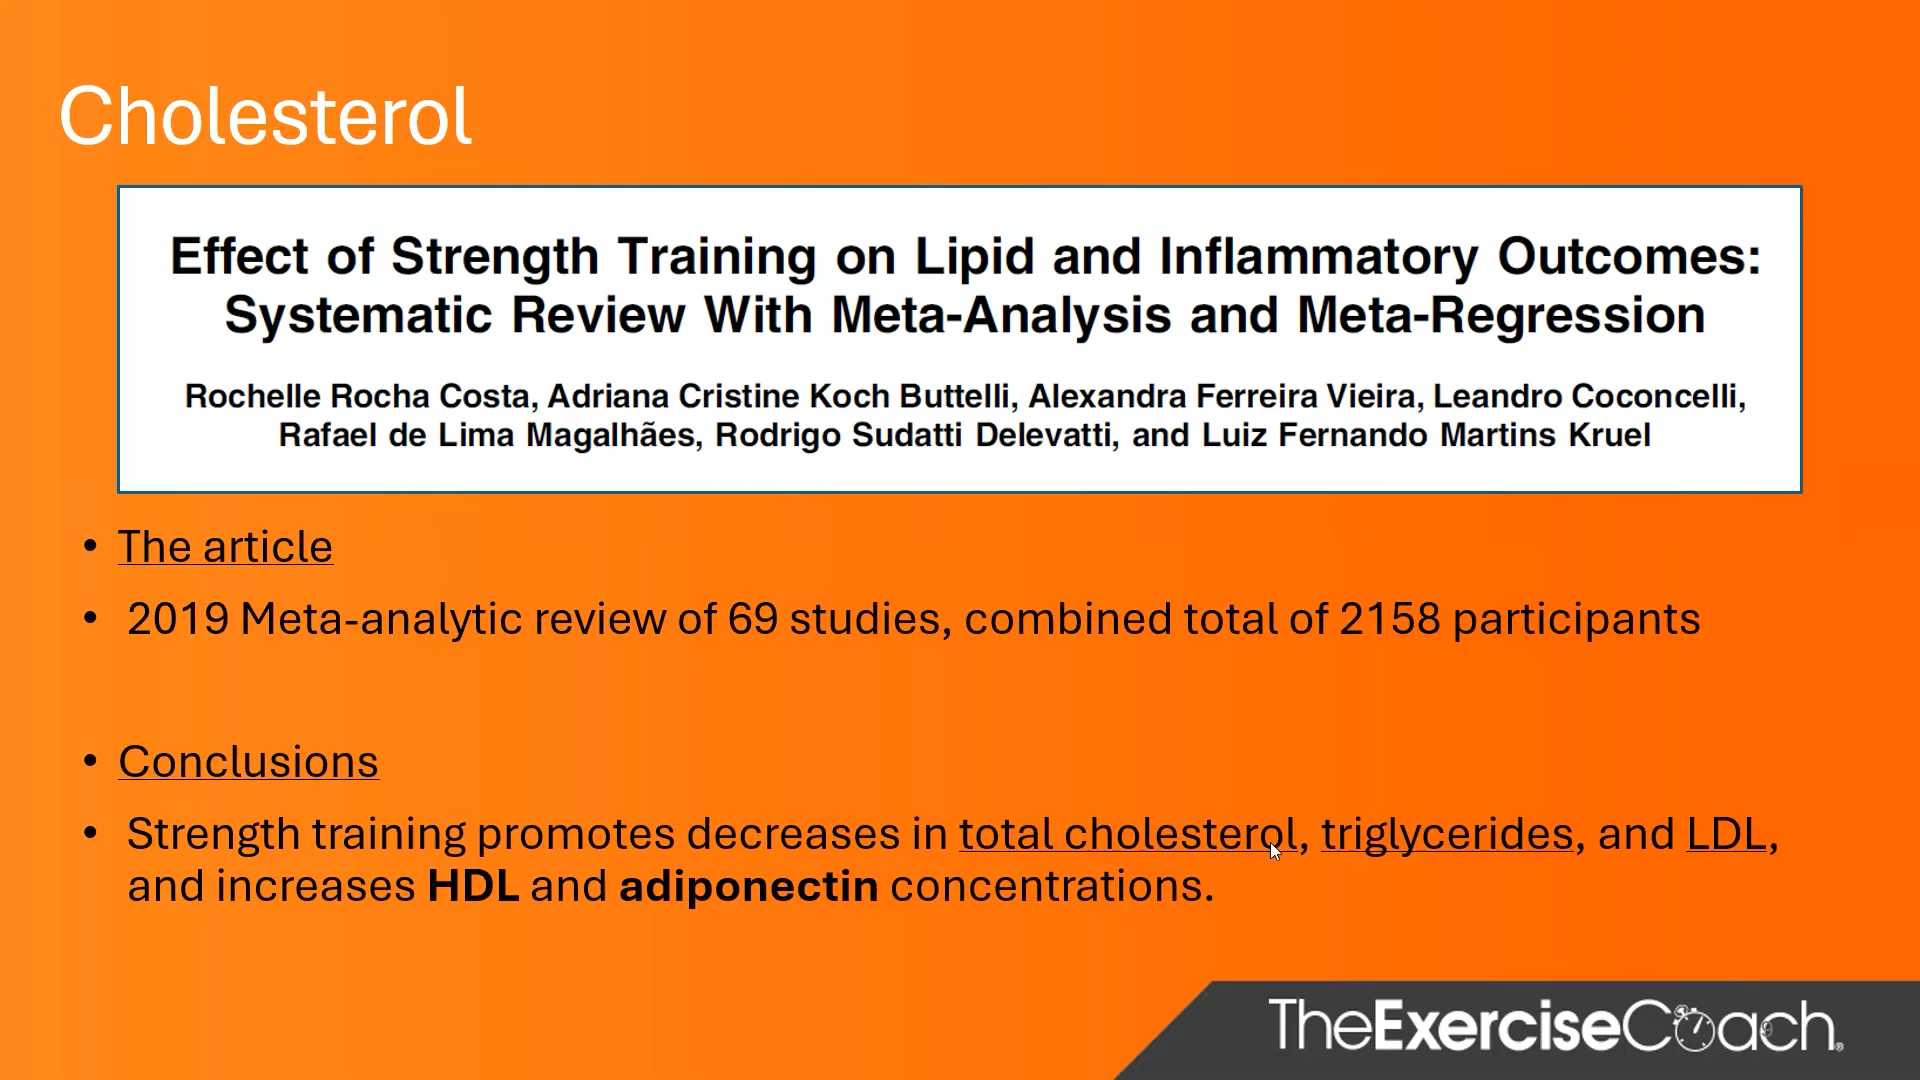 Cholesterol
Effect of Strength Training on Lipid and Inflammatory Outcomes:
Systematic Review With Meta-Analysis and Meta-Regression
Rochelle Rocha Costa, Adriana Cristine Koch Buttelli, Alexandra Ferreira Vieira, Leandro Coconcelli,
Rafael de Lima Magalhães, Rodrigo Sudatti Delevatti, and Luiz Fernando Martins Kruel
• The article
• 2019 Meta-analytic review of 69 studies, combined total of 2158 participants
• Conclusions
• Strength training promotes decreases in total cholesterol, triglycerides, and LDL,
and increases HDL and adiponectin concentrations.
TheExerciseCoach®